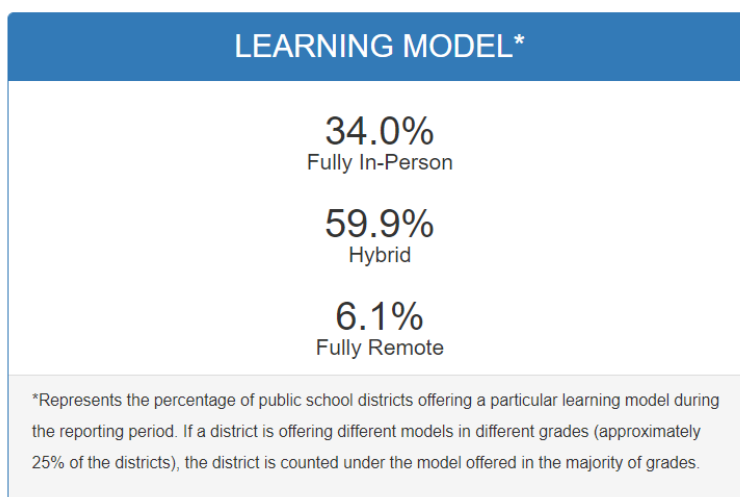 LEARNING MODEL*
34.0%
Fully In-Person
59.9%
Hybrid
6.1%
Fully Remote
*Represents the percentage of public school districts offering a particular learning model during
the reporting period. If a district is offering different models in different grades (approximately
25% of the districts), the district is counted under the model offered in the majority of grades.